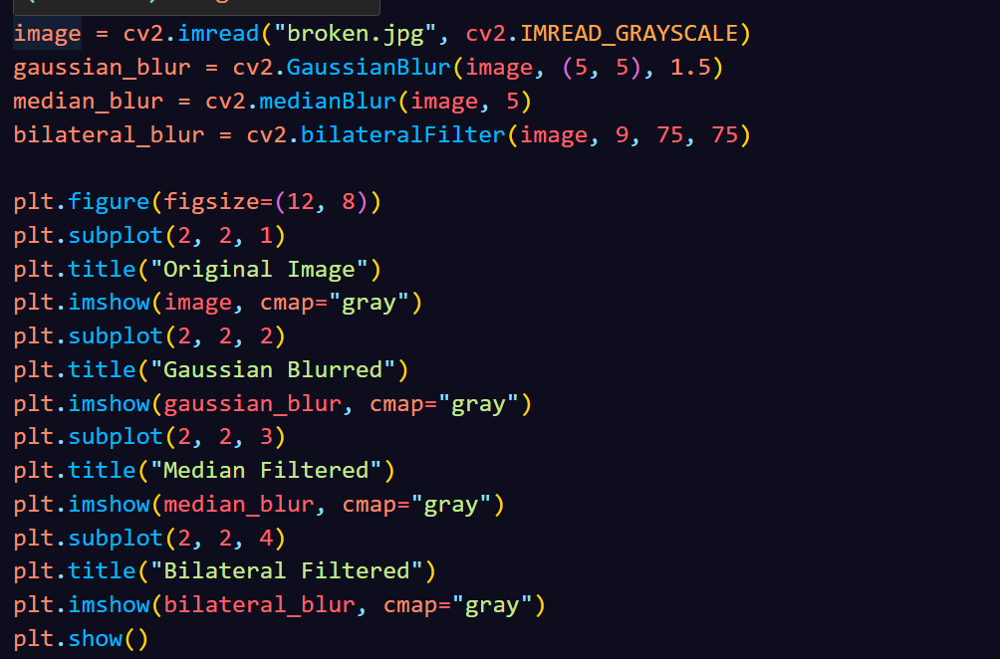 image = cv2.imread("broken.jpg", cv2.IMREAD_GRAYSCALE)
gaussian_blur = cv2.GaussianBlur(image, (5, 5), 1.5)
median_blur = cv2.medianBlur(image, 5)
bilateral_blur = cv2.bilateralFilter(image, 9, 75, 75)

plt.figure(figsize=(12, 8))
plt.subplot(2, 2, 1)
plt.title("Original Image")
plt.imshow(image, cmap="gray")
plt.subplot(2, 2, 2)
plt.title("Gaussian Blurred")
plt.imshow(gaussian_blur, cmap="gray")
plt.subplot(2, 2, 3)
plt.title("Median Filtered")
plt.imshow(median_blur, cmap="gray")
plt.subplot(2, 2, 4)
plt.title("Bilateral Filtered")
plt.imshow(bilateral_blur, cmap="gray")
plt.show()